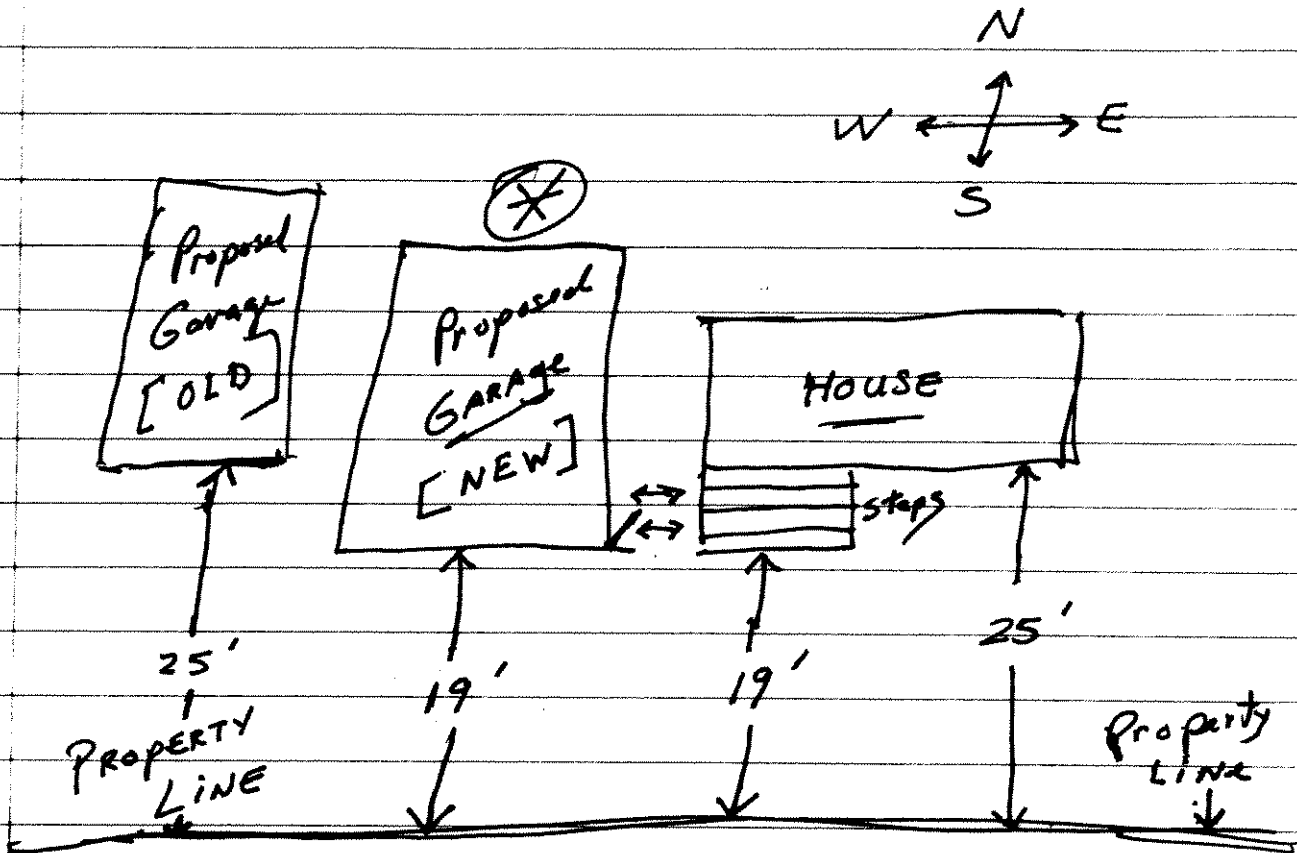 N
W E
S
Proposed
Garage
[OLD]
Proposed
GARAGE
[NEW]
HOUSE
steps
25'
19'
19'
25'
PROPERTY
LINE
Property
LINE